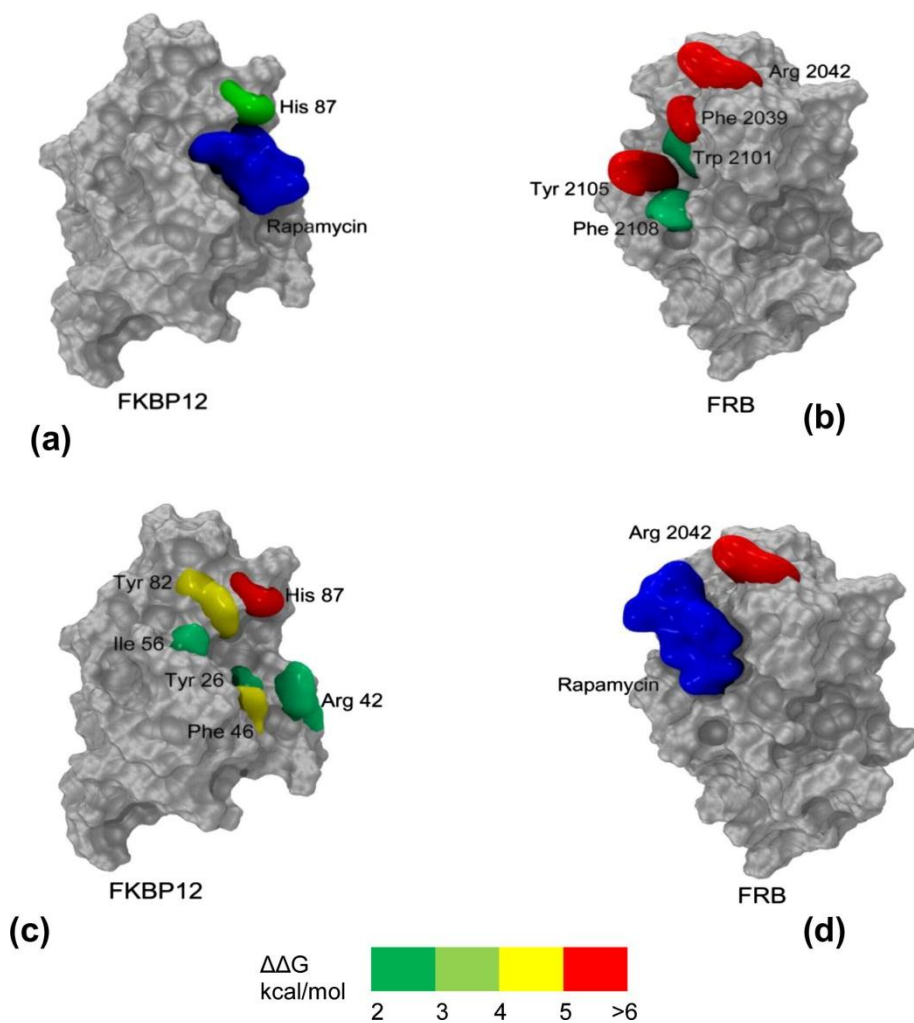 His 87
Rapamycin
FKBP12
(a)
Arg 2042
Phe 2039
Trp 2101
Tyr 2105
Phe 2108
FRB
(b)
Tyr 82
His 87
Ile 56
Tyr 26
Arg 42
Phe 46
FKBP12
(c)
Arg 2042
Rapamycin
FRB
(d)
ΔΔG
kcal/mol
2 3 4 5 >6